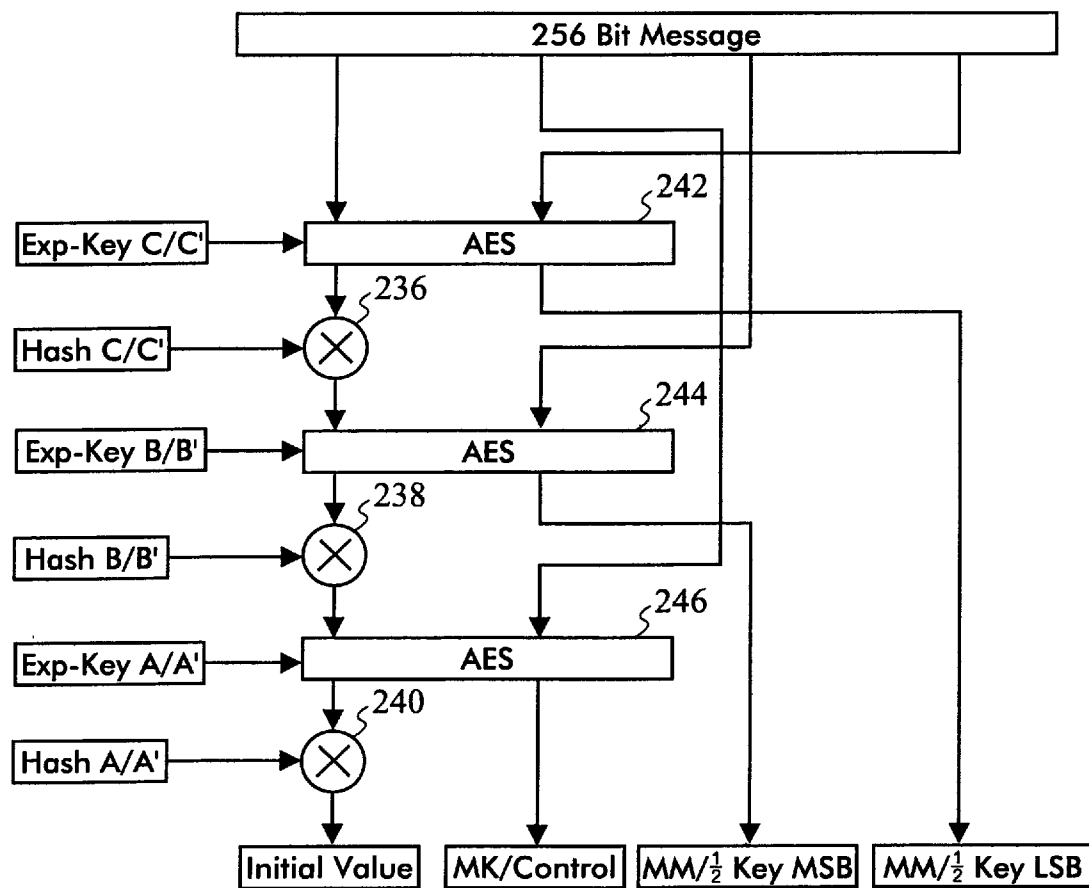 256 Bit Message
242
Exp-Key C/C'
AES
236
Hash C/C'
244
Exp-Key B/B'
AES
238
Hash B/B'
246
Exp-Key A/A'
AES
240
Hash A/A'
Initial Value
MK/Control
MM/½ Key MSB
MM/½ Key LSB